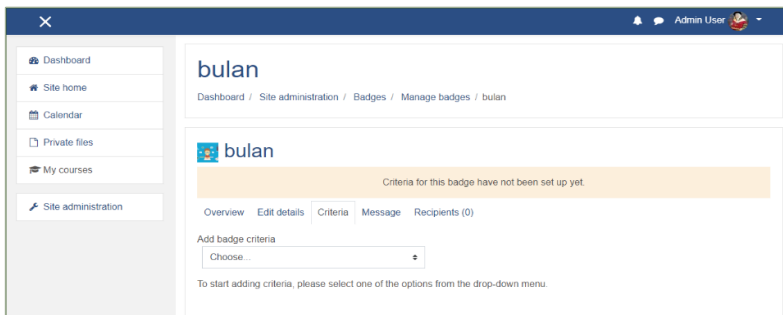 Admin User
Dashboard
Site home
Calendar
Private files
My courses
Site administration
bulan
Dashboard / Site administration / Badges / Manage badges / bulan
bulan
Criteria for this badge have not been set up yet.
Overview Edit details Criteria Message Recipients (0)
Add badge criteria
Choose...
To start adding criteria, please select one of the options from the drop-down menu.